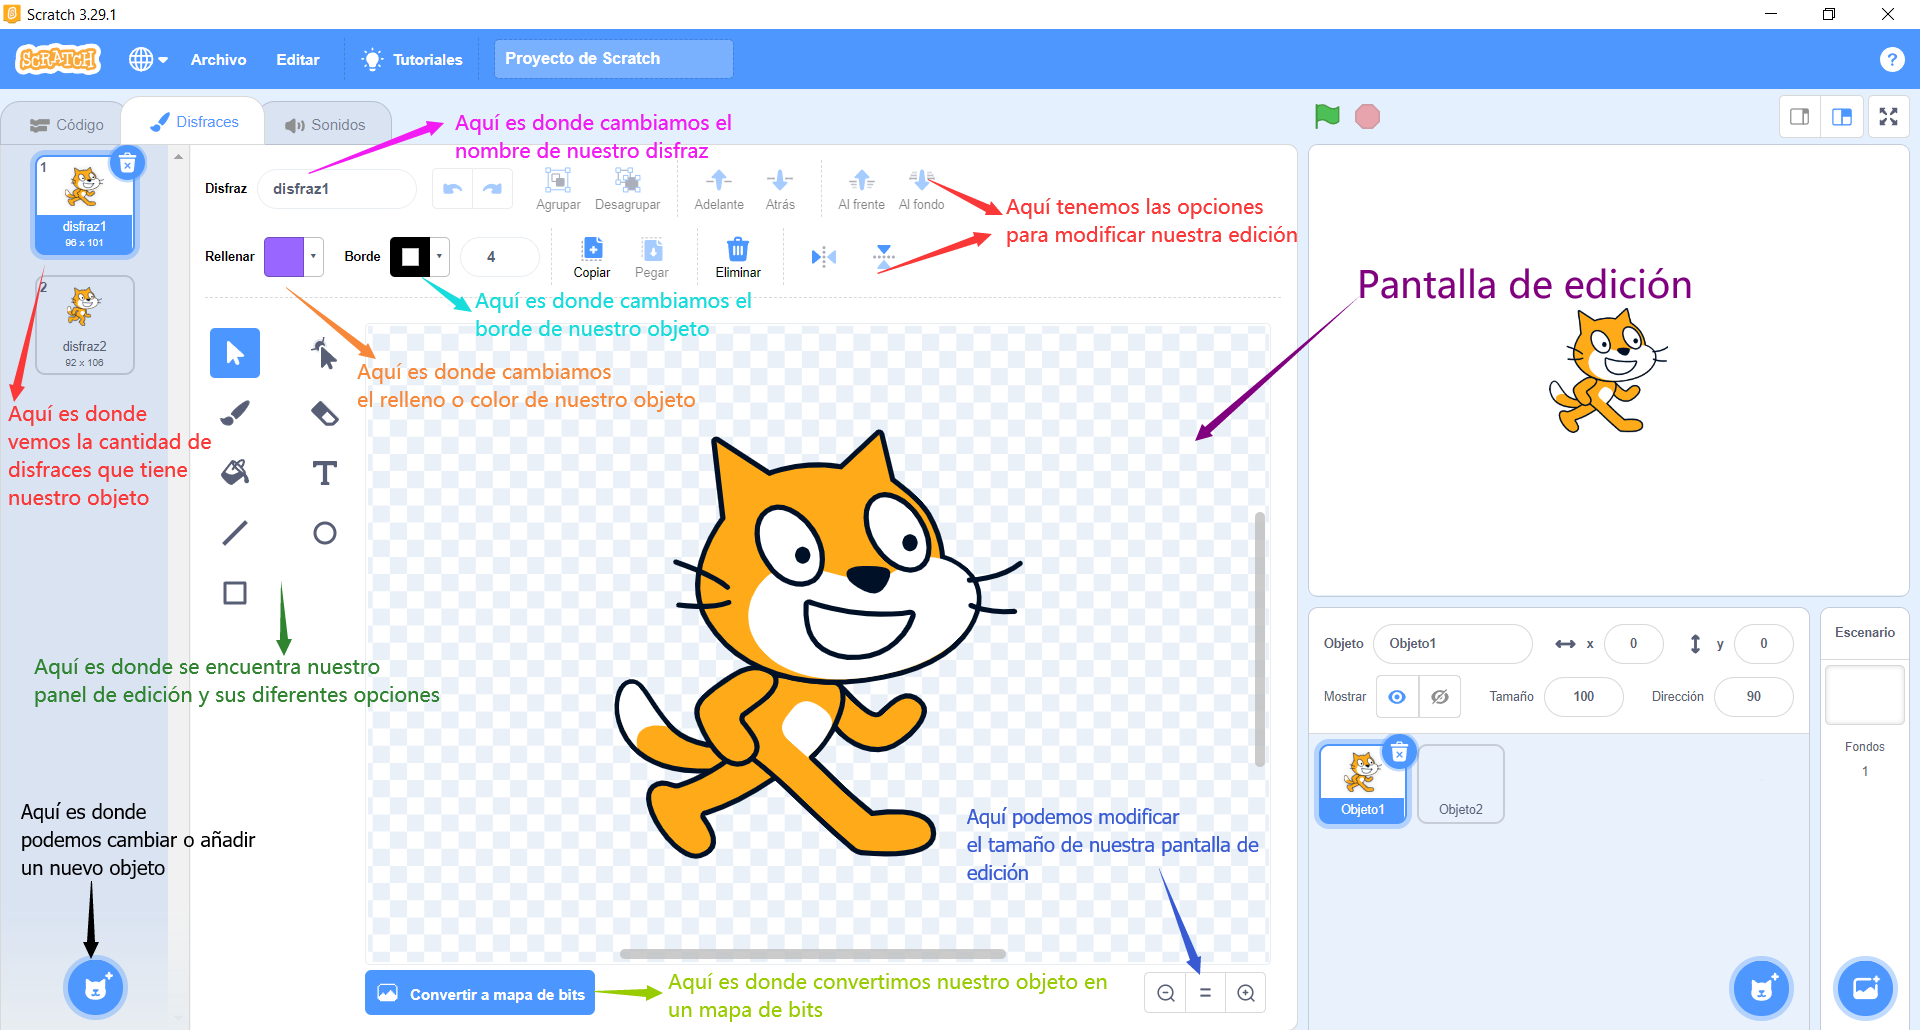 Scratch 3.29.1
SCRATCH
Archivo
Editar
Tutoriales
Proyecto de Scratch
?
Código
Disfraces
Sonidos
Aquí es donde cambiamos el
nombre de nuestro disfraz
1
disfraz1
96 x 101
2
disfraz2
92 x 106
Disfraz
disfraz1
Agrupar
Desagrupar
Adelante
Atrás
Al frente
Al fondo
Aquí tenemos las opciones
para modificar nuestra edición
Rellenar
Borde
4
Copiar
Pegar
Eliminar
Aquí es donde cambiamos el
borde de nuestro objeto
Pantalla de edición
Aquí es donde cambiamos
el relleno o color de nuestro objeto
Aquí es donde
vemos la cantidad de
disfraces que tiene
nuestro objeto
T
Aquí es donde se encuentra nuestro
panel de edición y sus diferentes opciones
Aquí es donde
podemos cambiar o añadir
un nuevo objeto
Aquí podemos modificar
el tamaño de nuestra pantalla de
edición
Convertir a mapa de bits
Aquí es donde convertimos nuestro objeto en
un mapa de bits
=
Objeto
Objeto1
x
0
y
0
Mostrar
Tamaño
100
Dirección
90
Objeto1
Objeto2
Escenario
Fondos
1